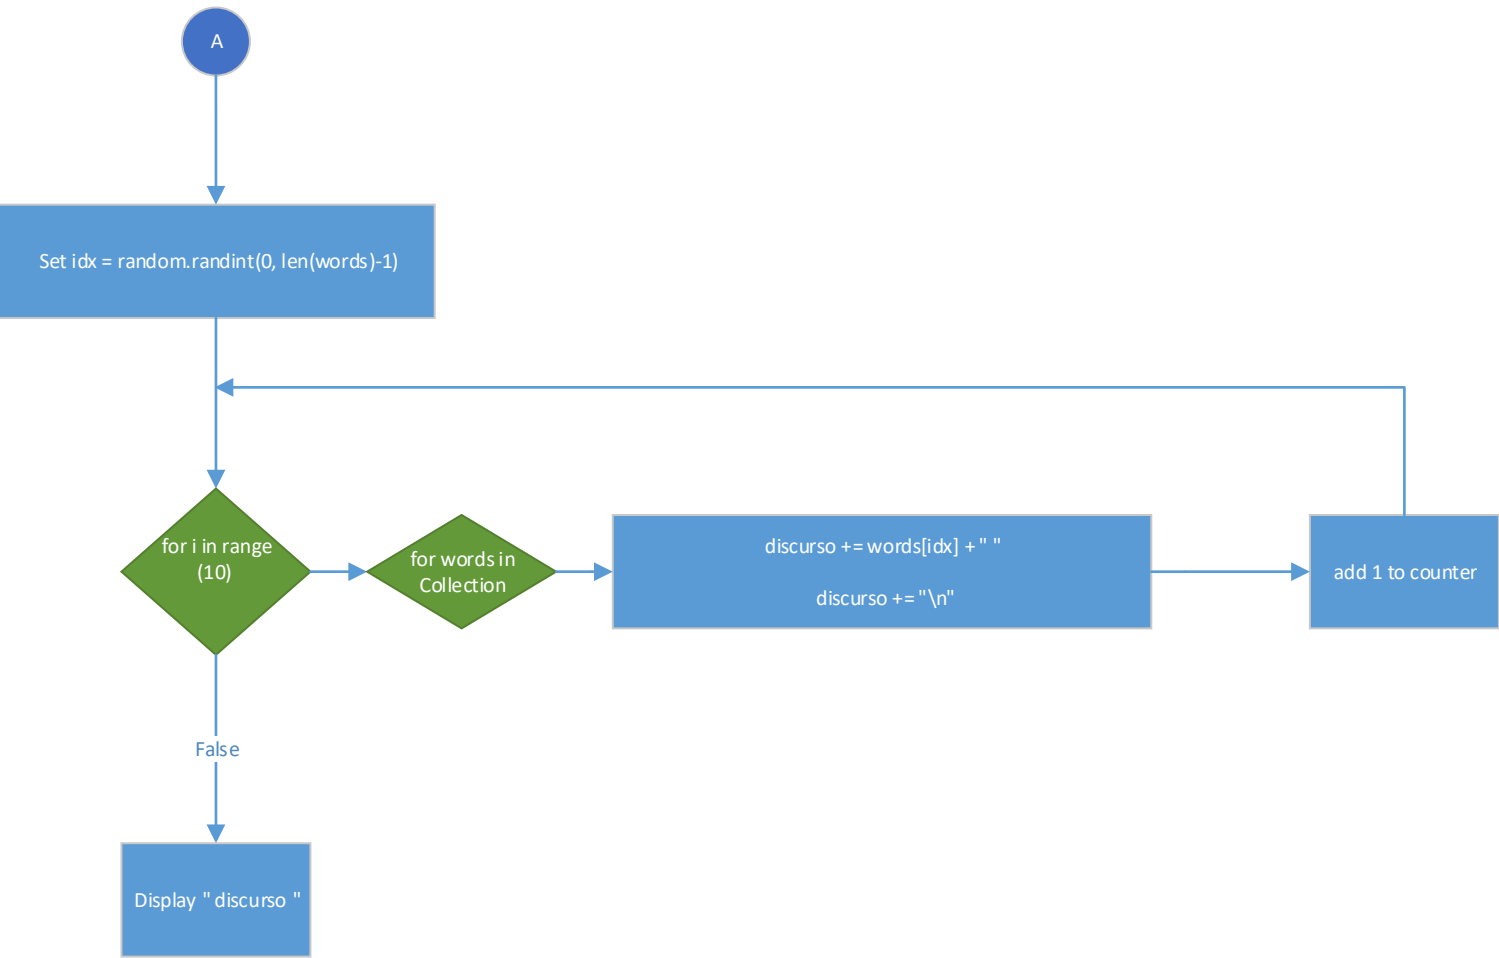 A
Set idx = random.randint(0, len(words)-1)
for i in range
(10)
for words in
Collection
discurso += words[idx] + " "
discurso += "\n"
add 1 to counter
False
Display " discurso "